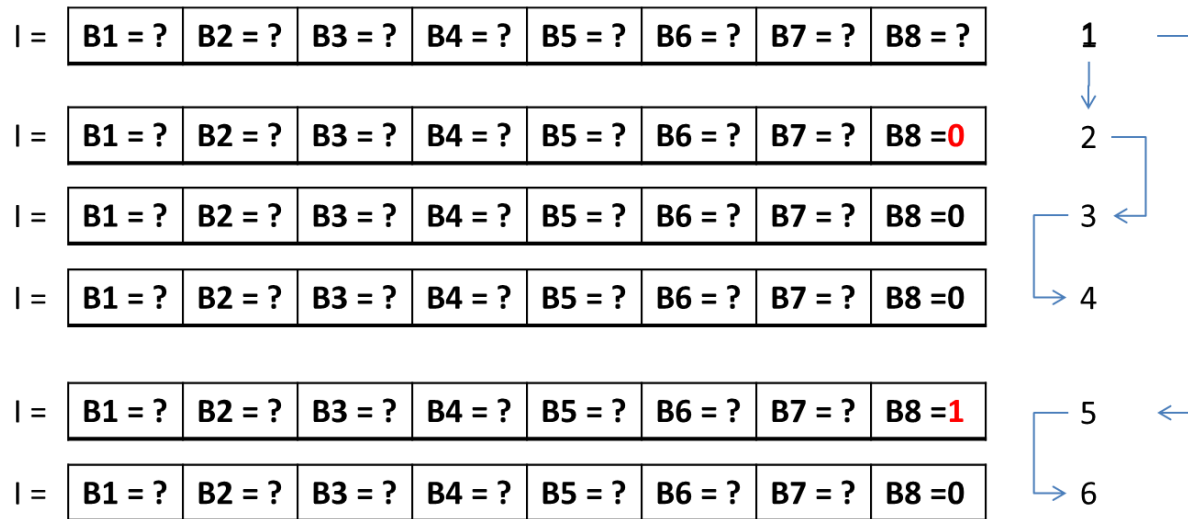 I = B1 = ? B2 = ? B3 = ? B4 = ? B5 = ? B6 = ? B7 = ? B8 = ? 1
I = B1 = ? B2 = ? B3 = ? B4 = ? B5 = ? B6 = ? B7 = ? B8 =0 2
I = B1 = ? B2 = ? B3 = ? B4 = ? B5 = ? B6 = ? B7 = ? B8 =0 3
I = B1 = ? B2 = ? B3 = ? B4 = ? B5 = ? B6 = ? B7 = ? B8 =0 4
I = B1 = ? B2 = ? B3 = ? B4 = ? B5 = ? B6 = ? B7 = ? B8 =1 5
I = B1 = ? B2 = ? B3 = ? B4 = ? B5 = ? B6 = ? B7 = ? B8 =0 6